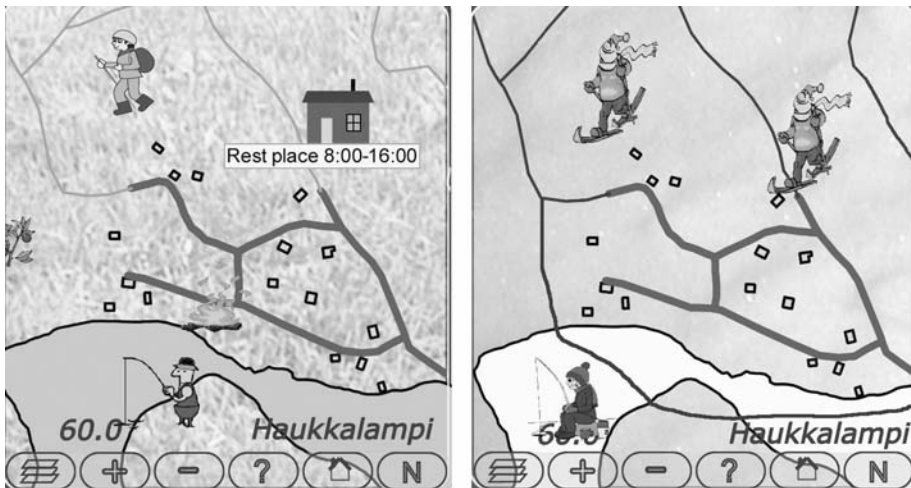 Rest place 8:00-16:00
60.0
Haukkalampi
+
-
?
N
Haukkalampi
+
-
?
N